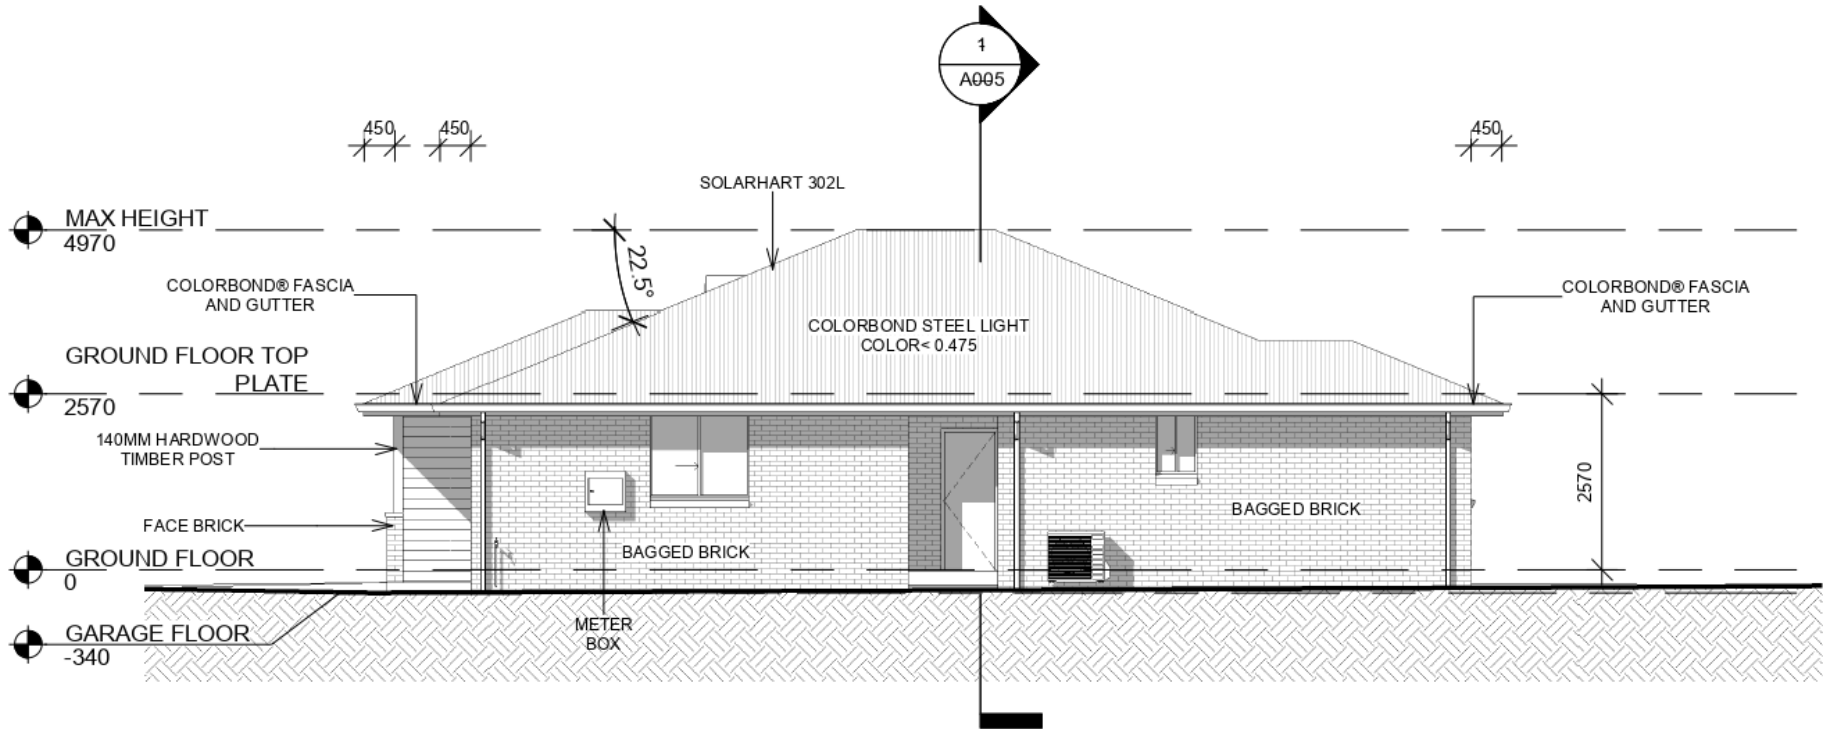 1
A005
450
450
450
SOLARHART 302L
MAX HEIGHT
4970
22.5°
COLORBOND® FASCIA
AND GUTTER
COLORBOND® FASCIA
AND GUTTER
COLORBOND STEEL LIGHT
COLOR< 0.475
GROUND FLOOR TOP
PLATE
2570
140MM HARDWOOD
TIMBER POST
2570
FACE BRICK
BAGGED BRICK
BAGGED BRICK
GROUND FLOOR
0
METER
BOX
GARAGE FLOOR
-340